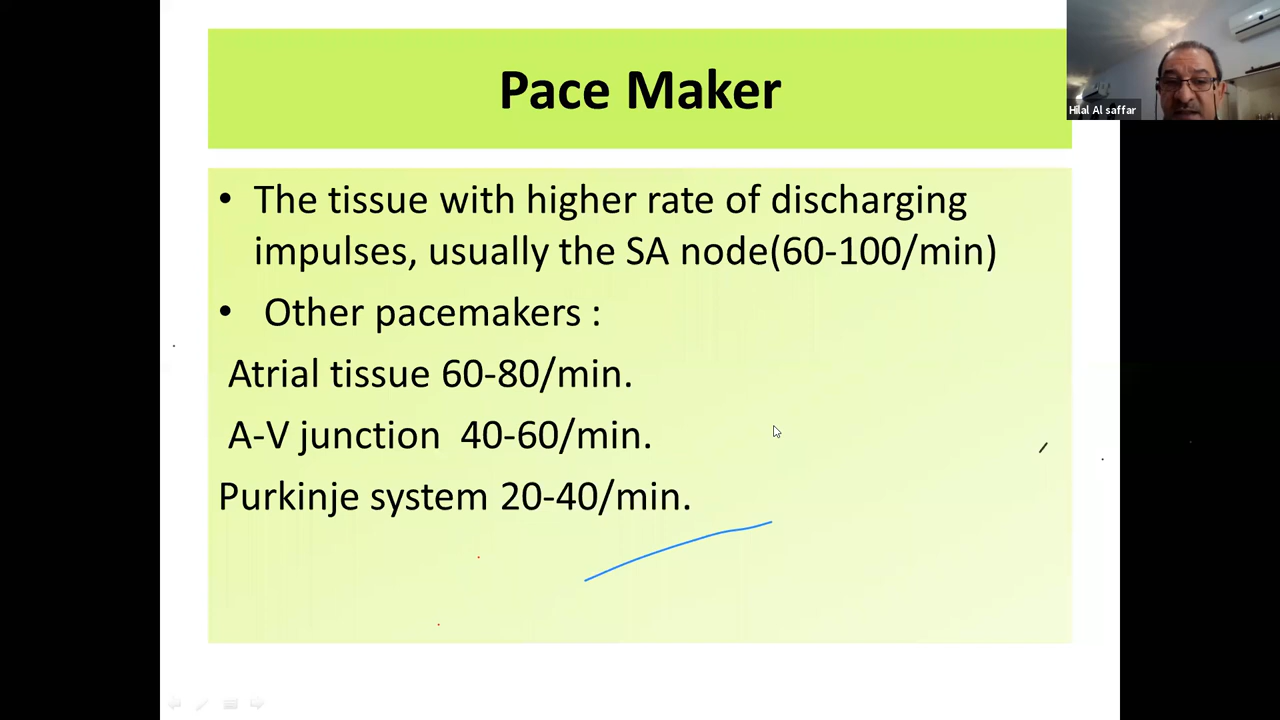 Pace Maker
Hilal Al saffar
• The tissue with higher rate of discharging
impulses, usually the SA node(60-100/min)
• Other pacemakers :
Atrial tissue 60-80/min.
A-V junction 40-60/min.
Purkinje system 20-40/min.